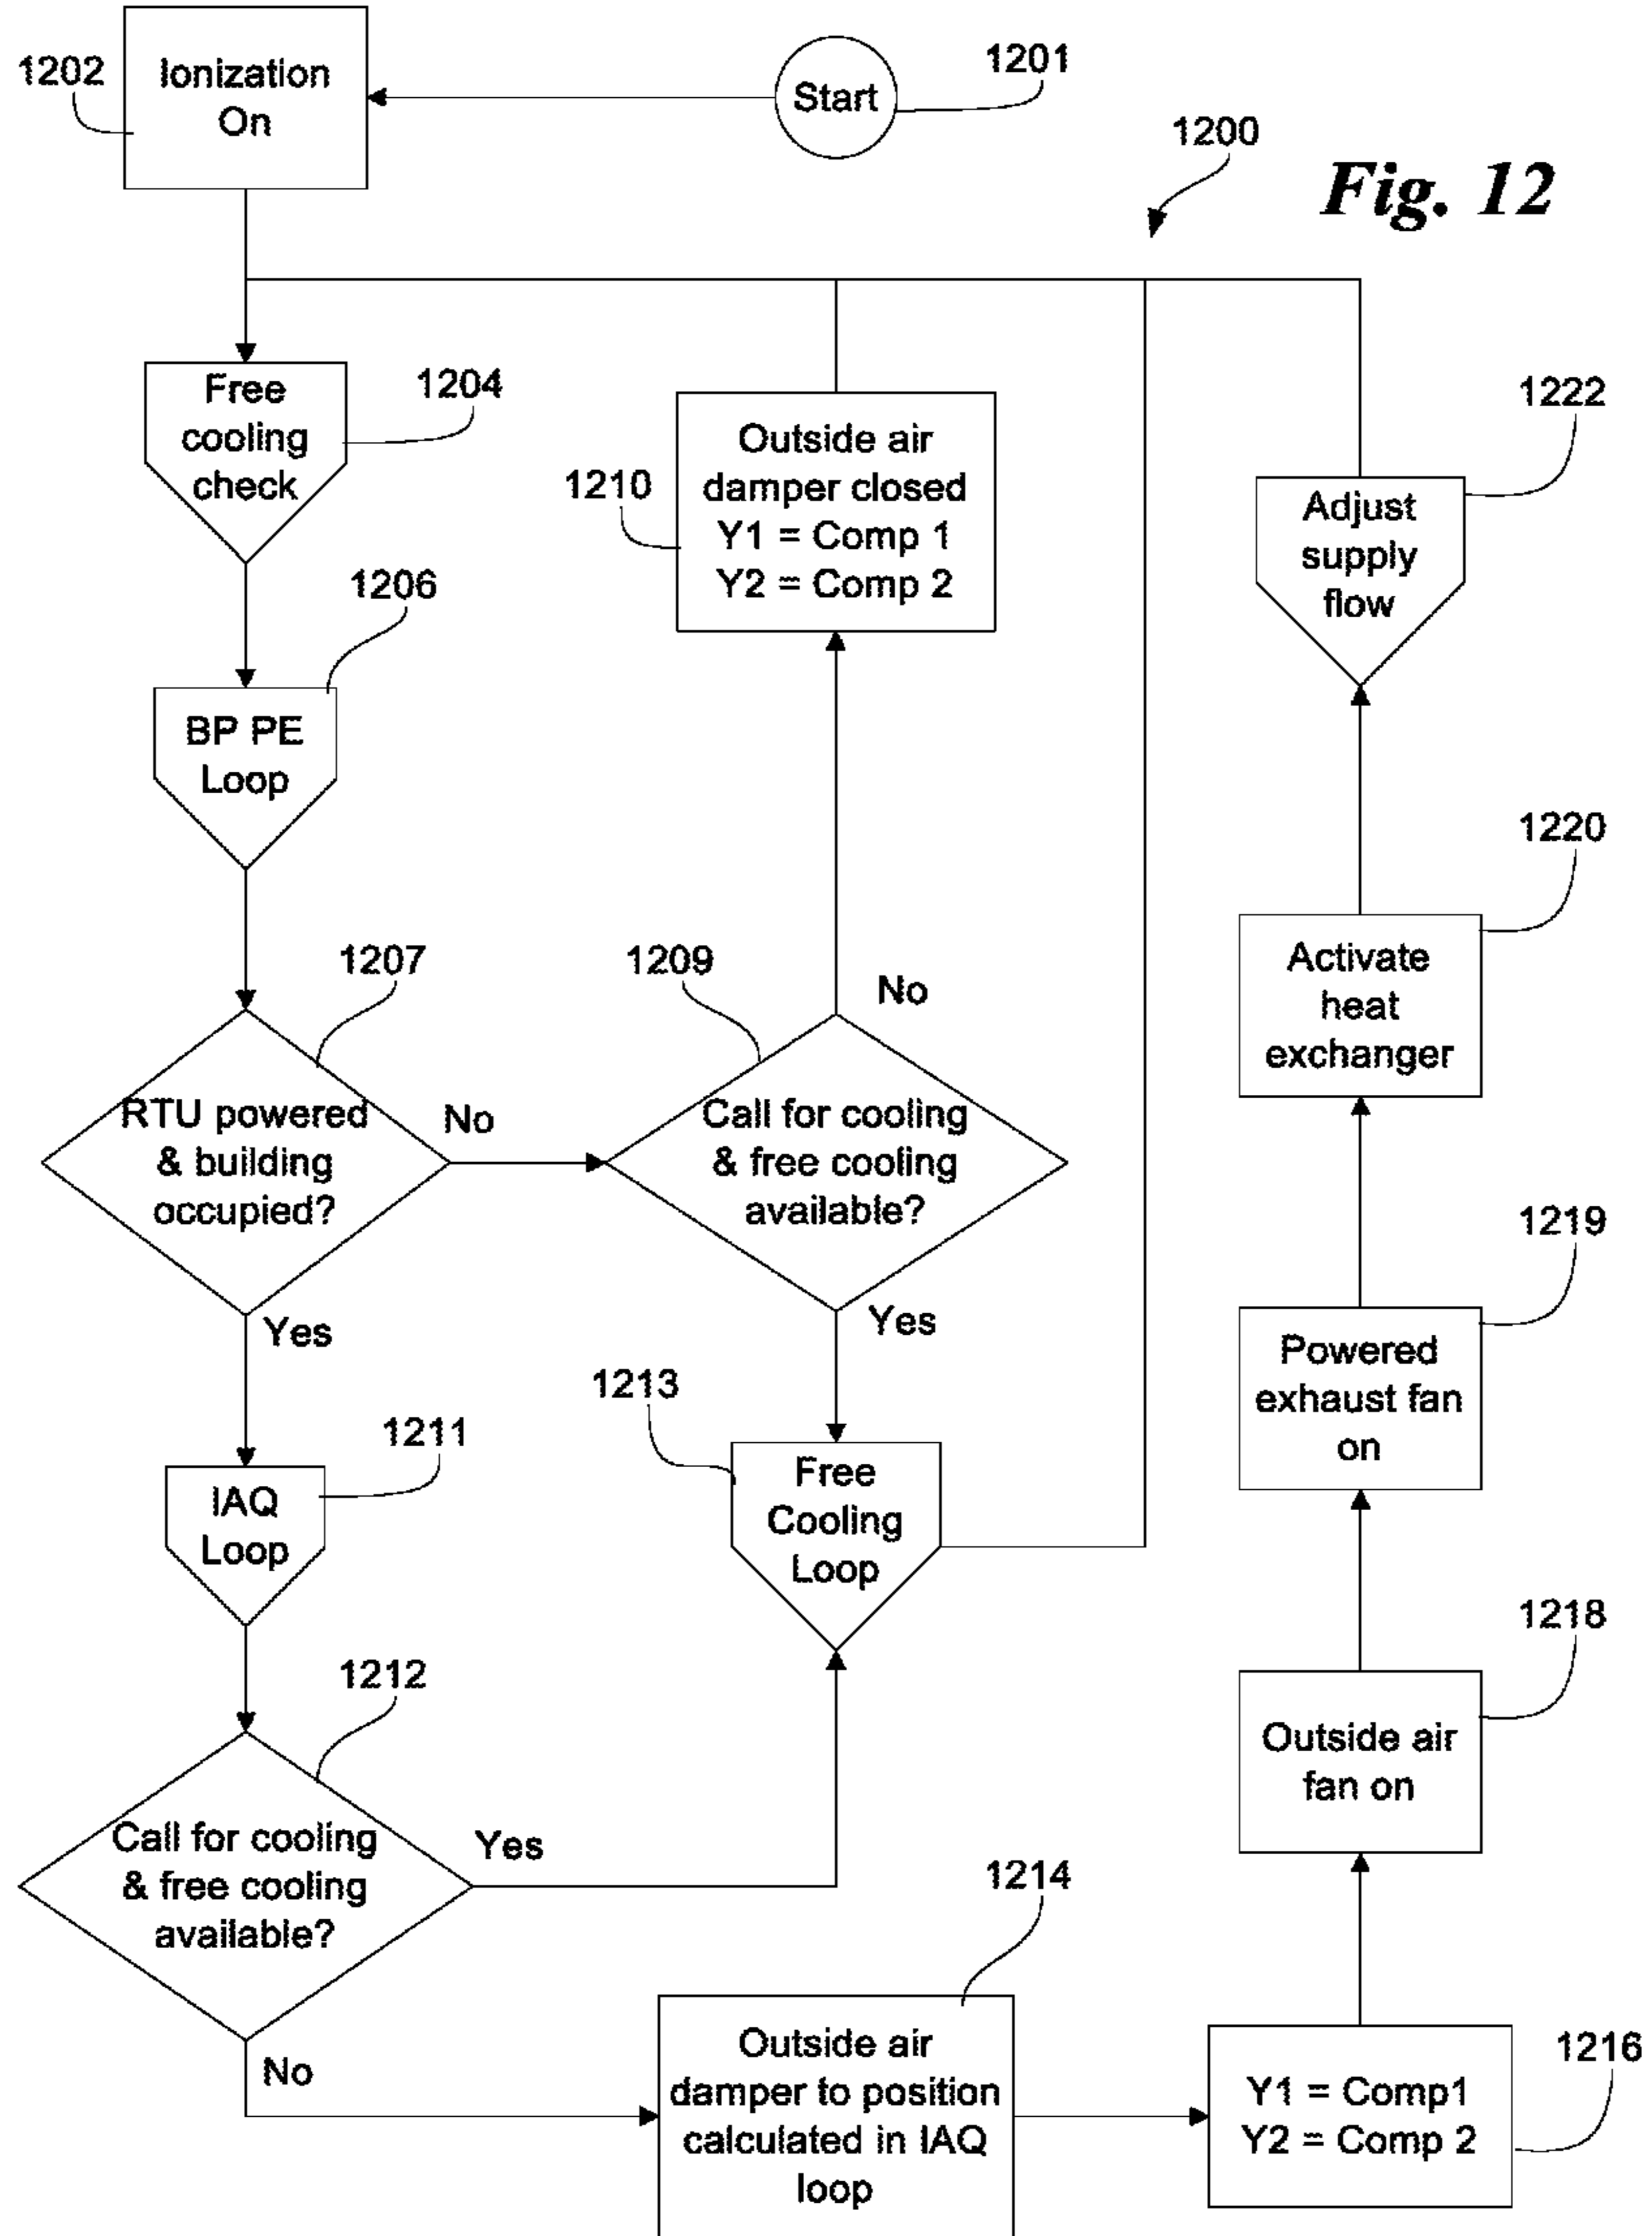 1202
Ionization
On
Start
1201
1200
Fig. 12
Free
cooling
check
1204
1206
BP PE
Loop
1210
Outside air
damper closed
Y1 = Comp 1
Y2 = Comp 2
1222
Adjust
supply
flow
1220
Activate
heat
exchanger
1207
RTU powered
& building
occupied?
No
Yes
1209
Call for cooling
& free cooling
available?
No
Yes
1219
Powered
exhaust fan
on
1211
IAQ
Loop
1213
Free
Cooling
Loop
1218
Outside air
fan on
1212
Call for cooling
& free cooling
available?
Yes
No
1214
Outside air
damper to position
calculated in IAQ
loop
1216
Y1 = Comp1
Y2 = Comp 2